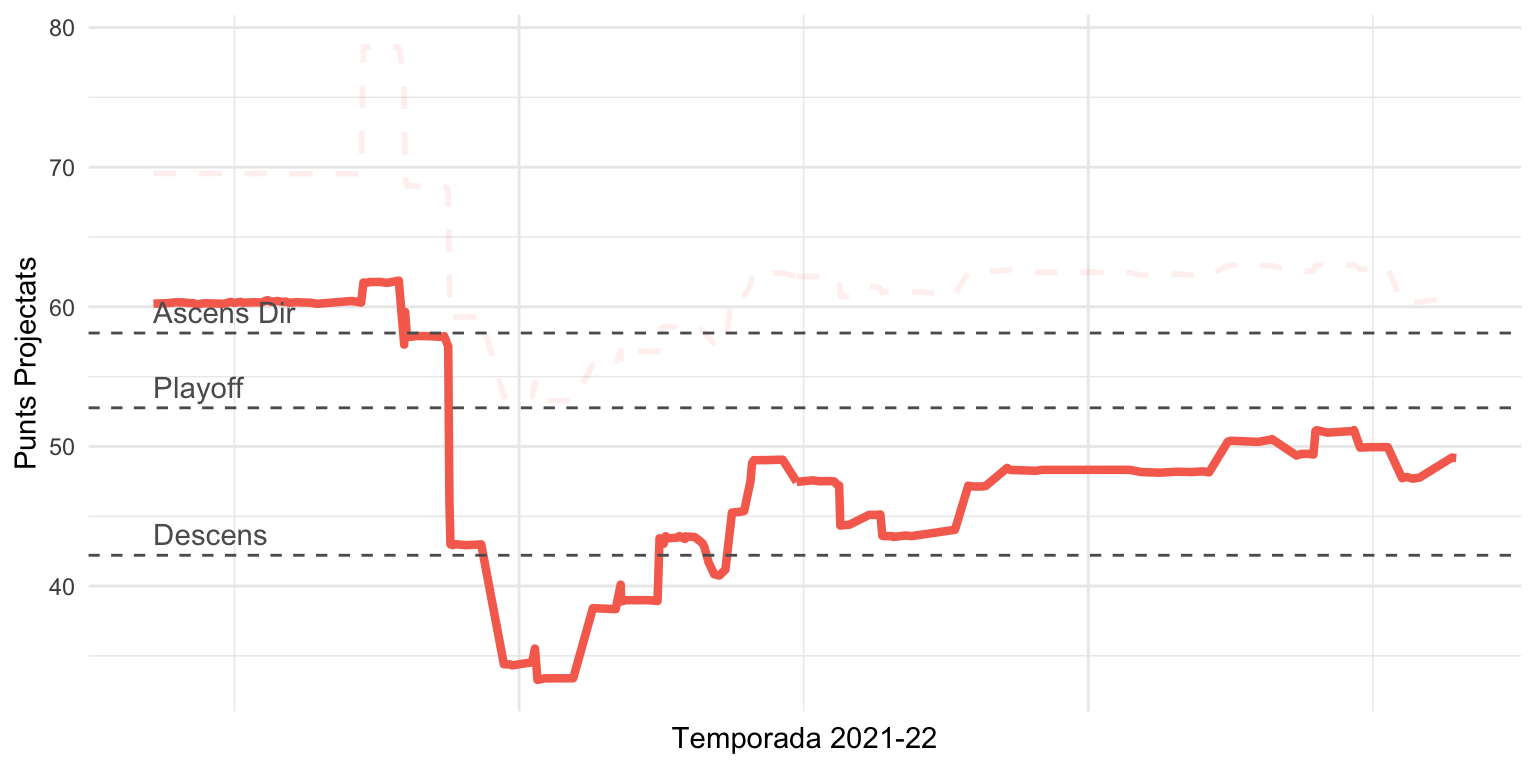 80
70
60
50
40
Punts Projectats
Ascens Dir
Playoff
Descens
Temporada 2021-22